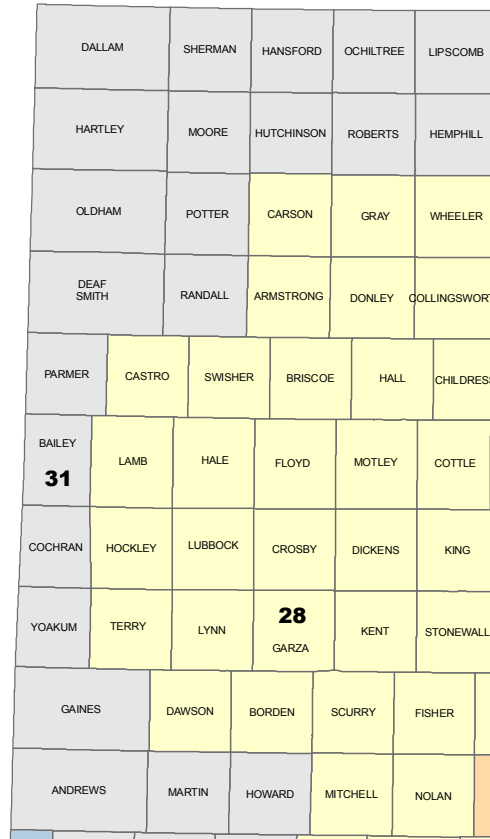 DALLAM SHERMAN HANSFORD OCHILTREE LIPSCOMB
HARTLEY MOORE HUTCHINSON ROBERTS HEMPHILL
OLDHAM POTTER CARSON GRAY WHEELER
DEAF
SMITH RANDALL ARMSTRONG DONLEY COLLINGSWORT
PARMER CASTRO SWISHER BRISCOE HALL CHILDRES
BAILEY
31 LAMB HALE FLOYD MOTLEY COTTLE
COCHRAN HOCKLEY LUBBOCK CROSBY DICKENS KING
28
YOAKUM TERRY LYNN GARZA KENT STONEWALL
GAINES DAWSON BORDEN SCURRY FISHER
ANDREWS MARTIN HOWARD MITCHELL NOLAN